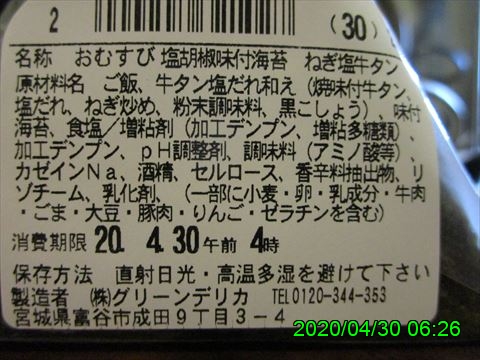 2 (30)
名称 おむすび 塩胡椒味付海苔 ねぎ塩牛タン
原材料名 ご飯、牛タン塩だれ和え(焼味付牛タン、
塩だれ、ねぎ炒め、粉末調味料、黒こしょう)、味付
海苔、食塩/増粘剤(加工デンプン、増粘多糖類)、
加工デンプン、pH調整剤、調味料(アミノ酸等)、
カゼインNa、酒精、セルロース、香辛料抽出物、リ
ゾチーム、乳化剤、(一部に小麦・卵・乳成分・牛肉
・ごま・大豆・豚肉・りんご・ゼラチンを含む)
消費期限 20. 4.30午前 4時
保存方法 直射日光・高温多湿を避けて下さい
製造者 (株)グリーンデリカ TEL0120-344-353
宮城県富谷市成田9丁目3-4
2020/04/30 06:26